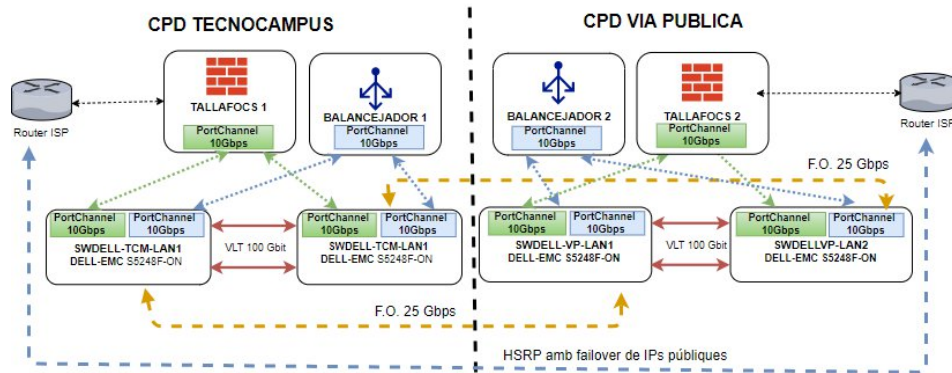 CPD TECNOCAMPUS
CPD VIA PUBLICA
Router ISP
TALLAFOCS 1
PortChannel
10Gbps
BALANCEJADOR 1
PortChannel
10Gbps
BALANCEJADOR 2
PortChannel
10Gbps
TALLAFOCS 2
PortChannel
10Gbps
Router ISP
F.O. 25 Gbps
PortChannel
10Gbps
PortChannel
10Gbps
SWDELL-TCM-LAN1
DELL-EMC S5248F-ON
VLT 100 Gbit
PortChannel
10Gbps
PortChannel
10Gbps
SWDELL-TCM-LAN1
DELL-EMC S5248F-ON
PortChannel
10Gbps
PortChannel
10Gbps
SWDELL-VP-LAN1
DELL-EMC S5248F-ON
VLT 100 Gbit
PortChannel
10Gbps
PortChannel
10Gbps
SWDELLVP-LAN2
DELL-EMC S5248F-ON
F.O. 25 Gbps
HSRP amb failover de IPs públiques